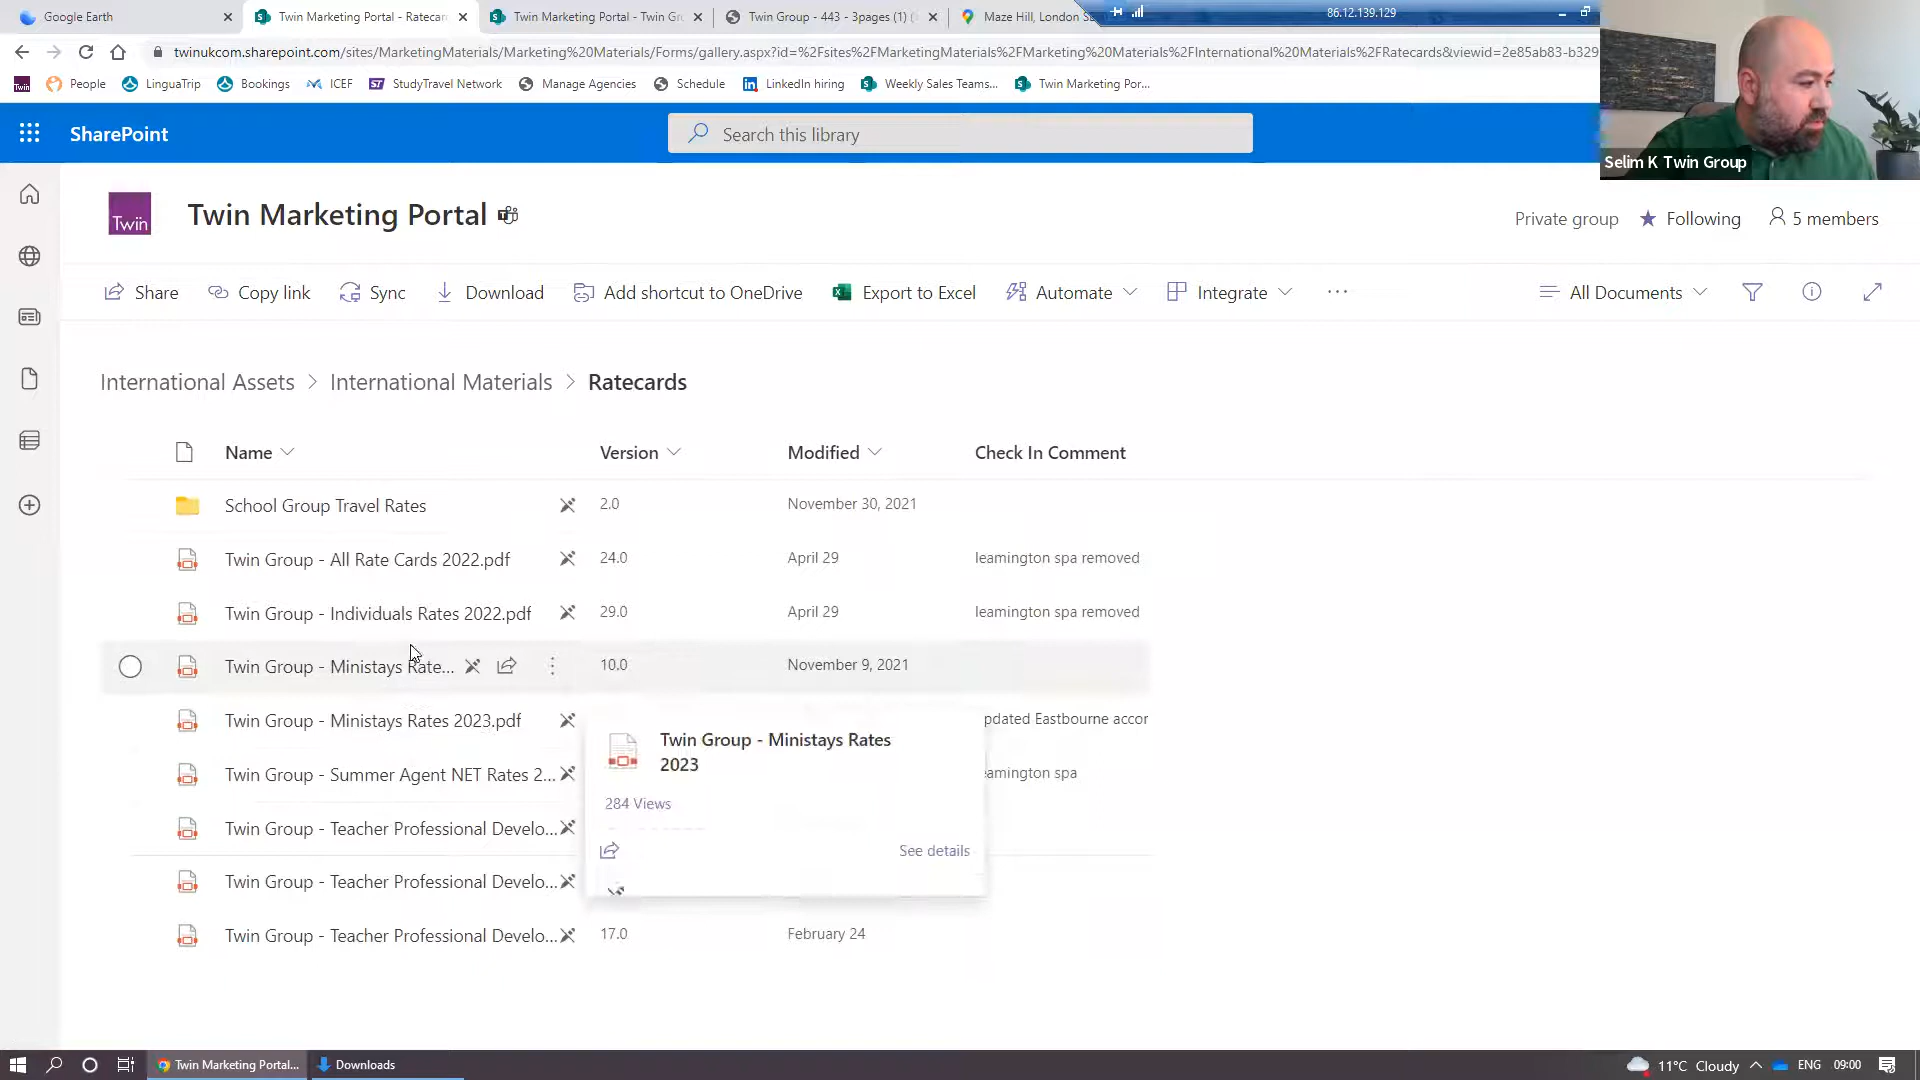 Google Earth
Twin Marketing Portal - Ratecar
Twin Marketing Portal - Twin Gr
Twin Group - 443 - 3pages (1) (
Maze Hill, London S
86.12.139.129
twinukcom.sharepoint.com/sites/MarketingMaterials/Marketing%20Materials/Forms/gallery.aspx?id=%2Fsites%2FMarketingMaterials%2FMarketing%20Materials%2FInternational%20Materials%2FRatecards&viewid=2e85ab83-b329
Twin
People
LinguaTrip
Bookings
ICEF
StudyTravel Network
Manage Agencies
Schedule
LinkedIn hiring
Weekly Sales Teams...
Twin Marketing Por...
SharePoint
Search this library
Selim K Twin Group
Twin
Twin Marketing Portal
Private group
Following
5 members
Share
Copy link
Sync
Download
Add shortcut to OneDrive
Export to Excel
Automate
Integrate
All Documents
International Assets > International Materials > Ratecards
Name Version Modified Check In Comment
School Group Travel Rates 2.0 November 30, 2021
Twin Group - All Rate Cards 2022.pdf 24.0 April 29 leamington spa removed
Twin Group - Individuals Rates 2022.pdf 29.0 April 29 leamington spa removed
Twin Group - Ministays Rate... 10.0 November 9, 2021
Twin Group - Ministays Rates 2023.pdf pdated Eastbourne accor
Twin Group - Summer Agent NET Rates 2... eamington spa
Twin Group - Teacher Professional Develo...
Twin Group - Teacher Professional Develo...
Twin Group - Teacher Professional Develo... 17.0 February 24
Twin Group - Ministays Rates
2023
284 Views
See details
Twin Marketing Portal...
Downloads
11°C Cloudy
ENG
09:00